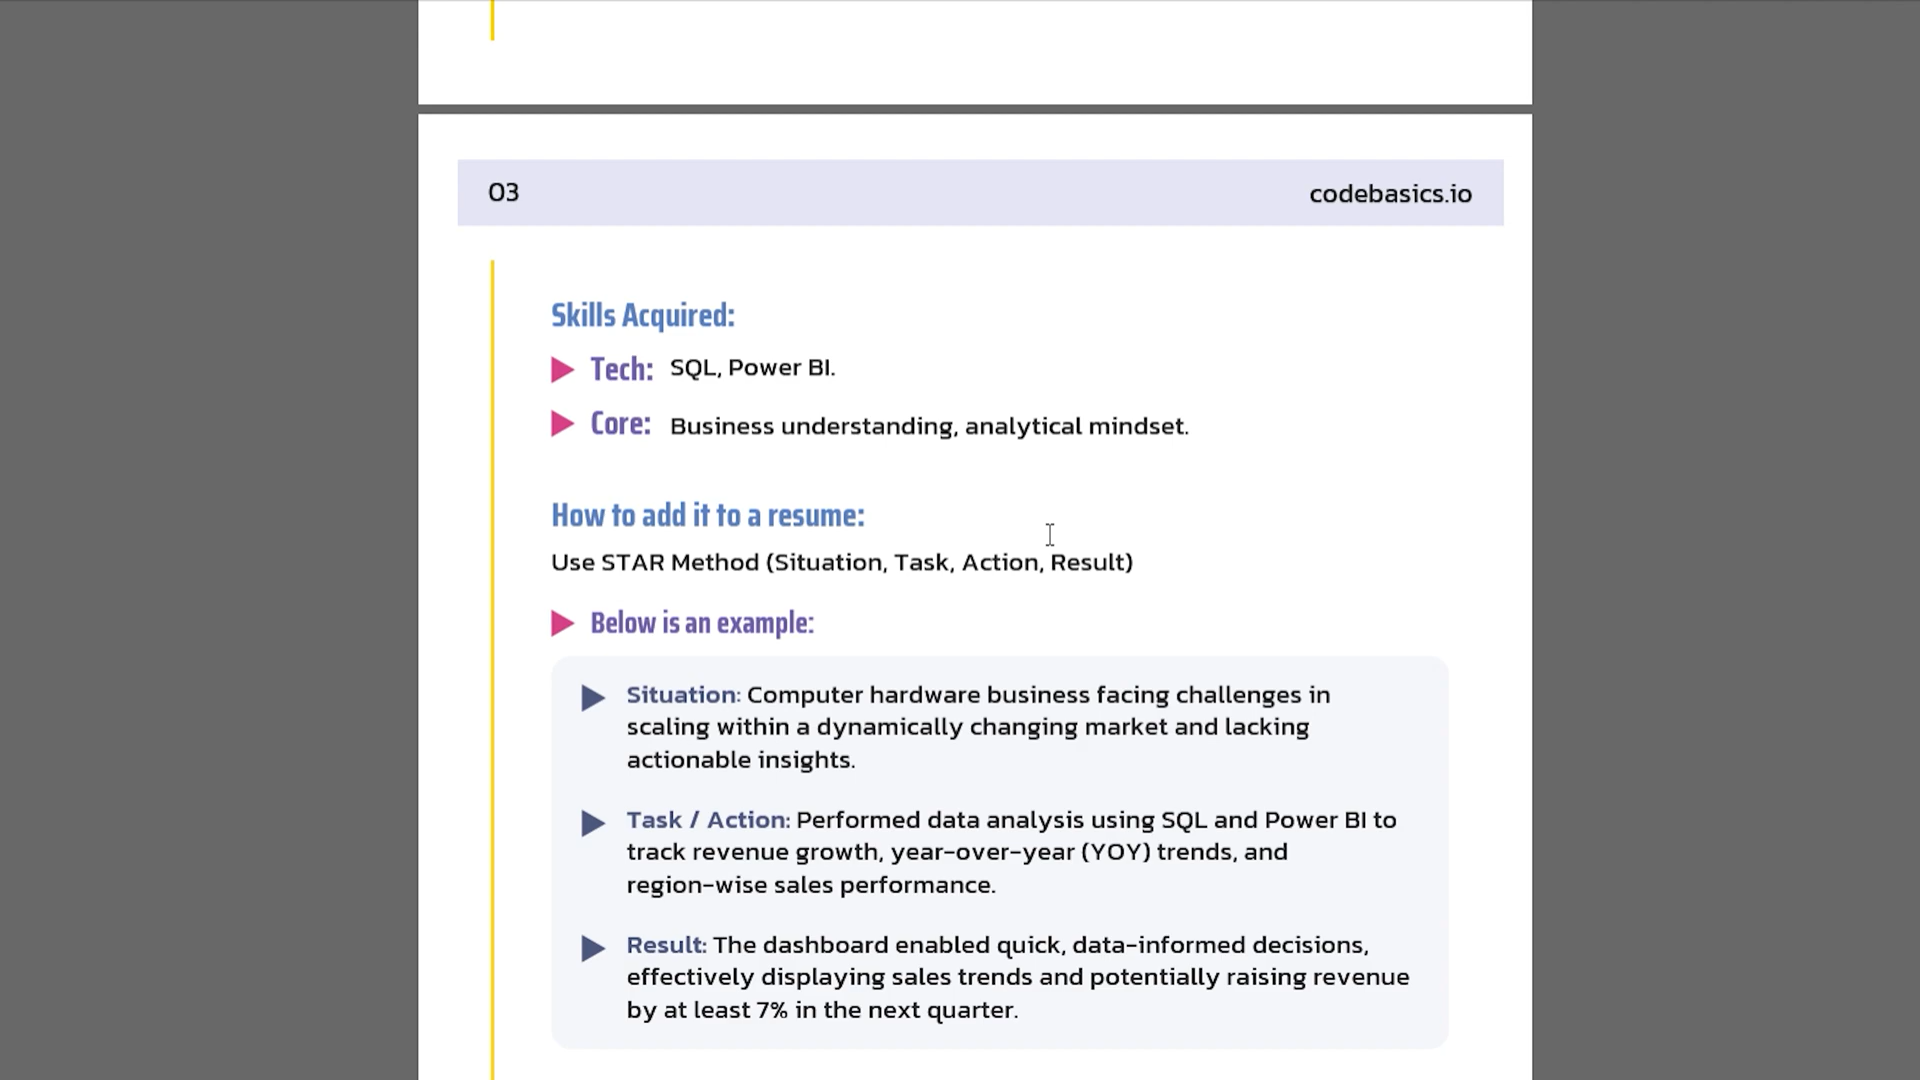 03
codebasics.io
Skills Acquired:
Tech: SQL, Power BI.
Core: Business understanding, analytical mindset.
How to add it to a resume:
Use STAR Method (Situation, Task, Action, Result)
Below is an example:
Situation: Computer hardware business facing challenges in
scaling within a dynamically changing market and lacking
actionable insights.
Task / Action: Performed data analysis using SQL and Power BI to
track revenue growth, year-over-year (YOY) trends, and
region-wise sales performance.
Result: The dashboard enabled quick, data-informed decisions,
effectively displaying sales trends and potentially raising revenue
by at least 7% in the next quarter.